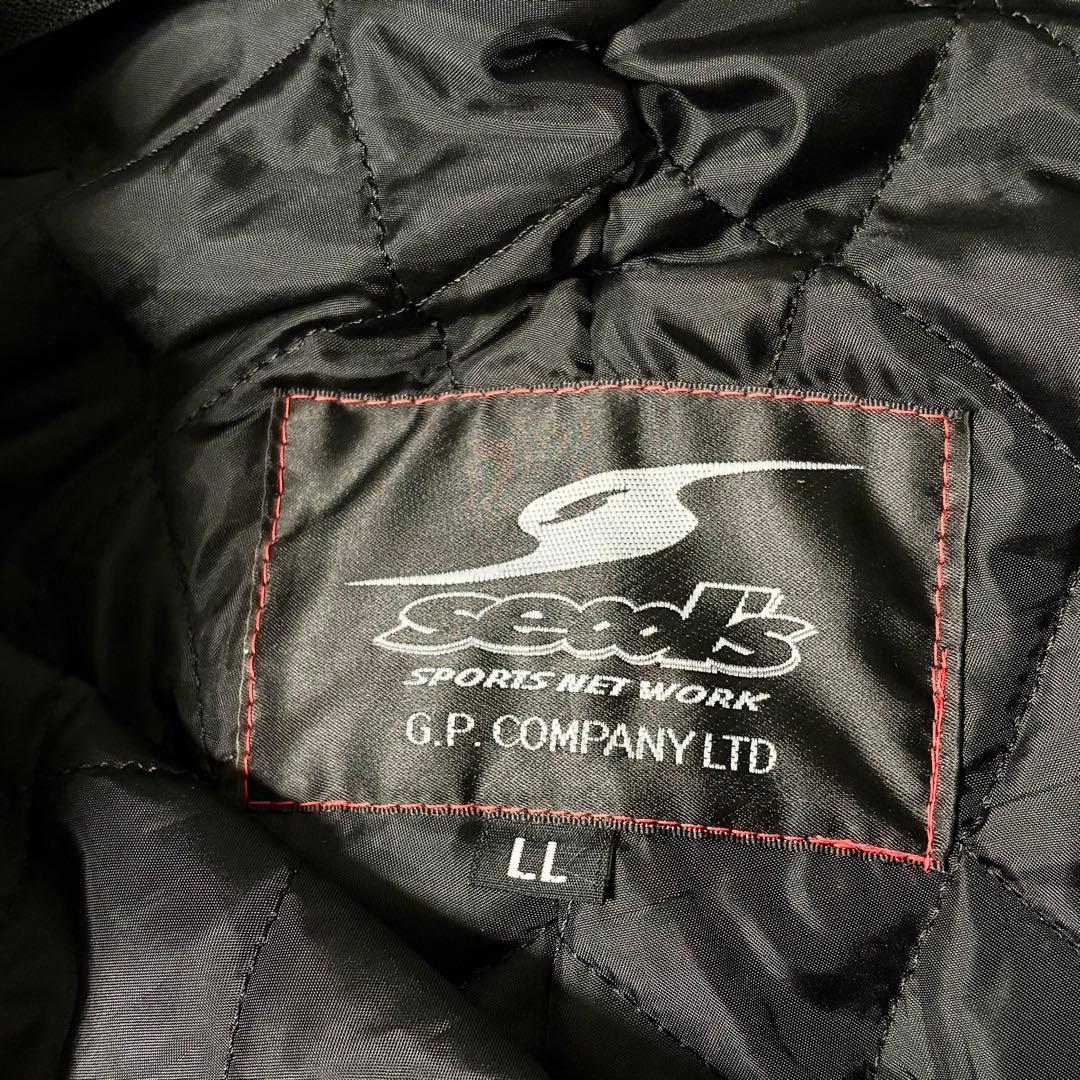 seed's
SPORTS NET WORK
G.P. COMPANY LTD
LL